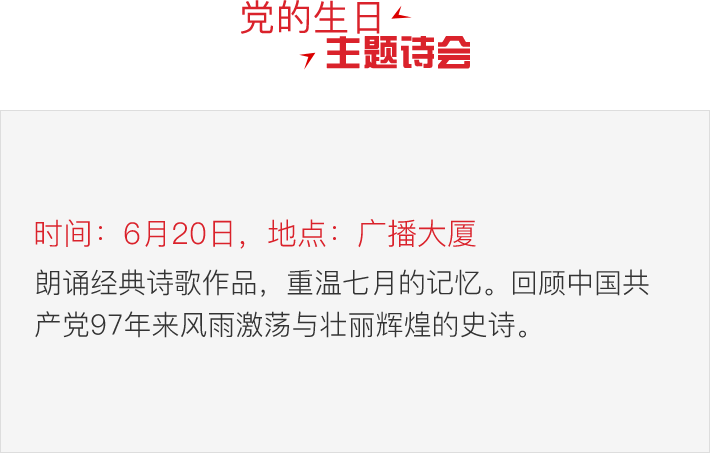 党的生日
主题诗会
时间：6月20日，地点：广播大厦
朗诵经典诗歌作品，重温七月的记忆。回顾中国共
产党97年来风雨激荡与壮丽辉煌的史诗。